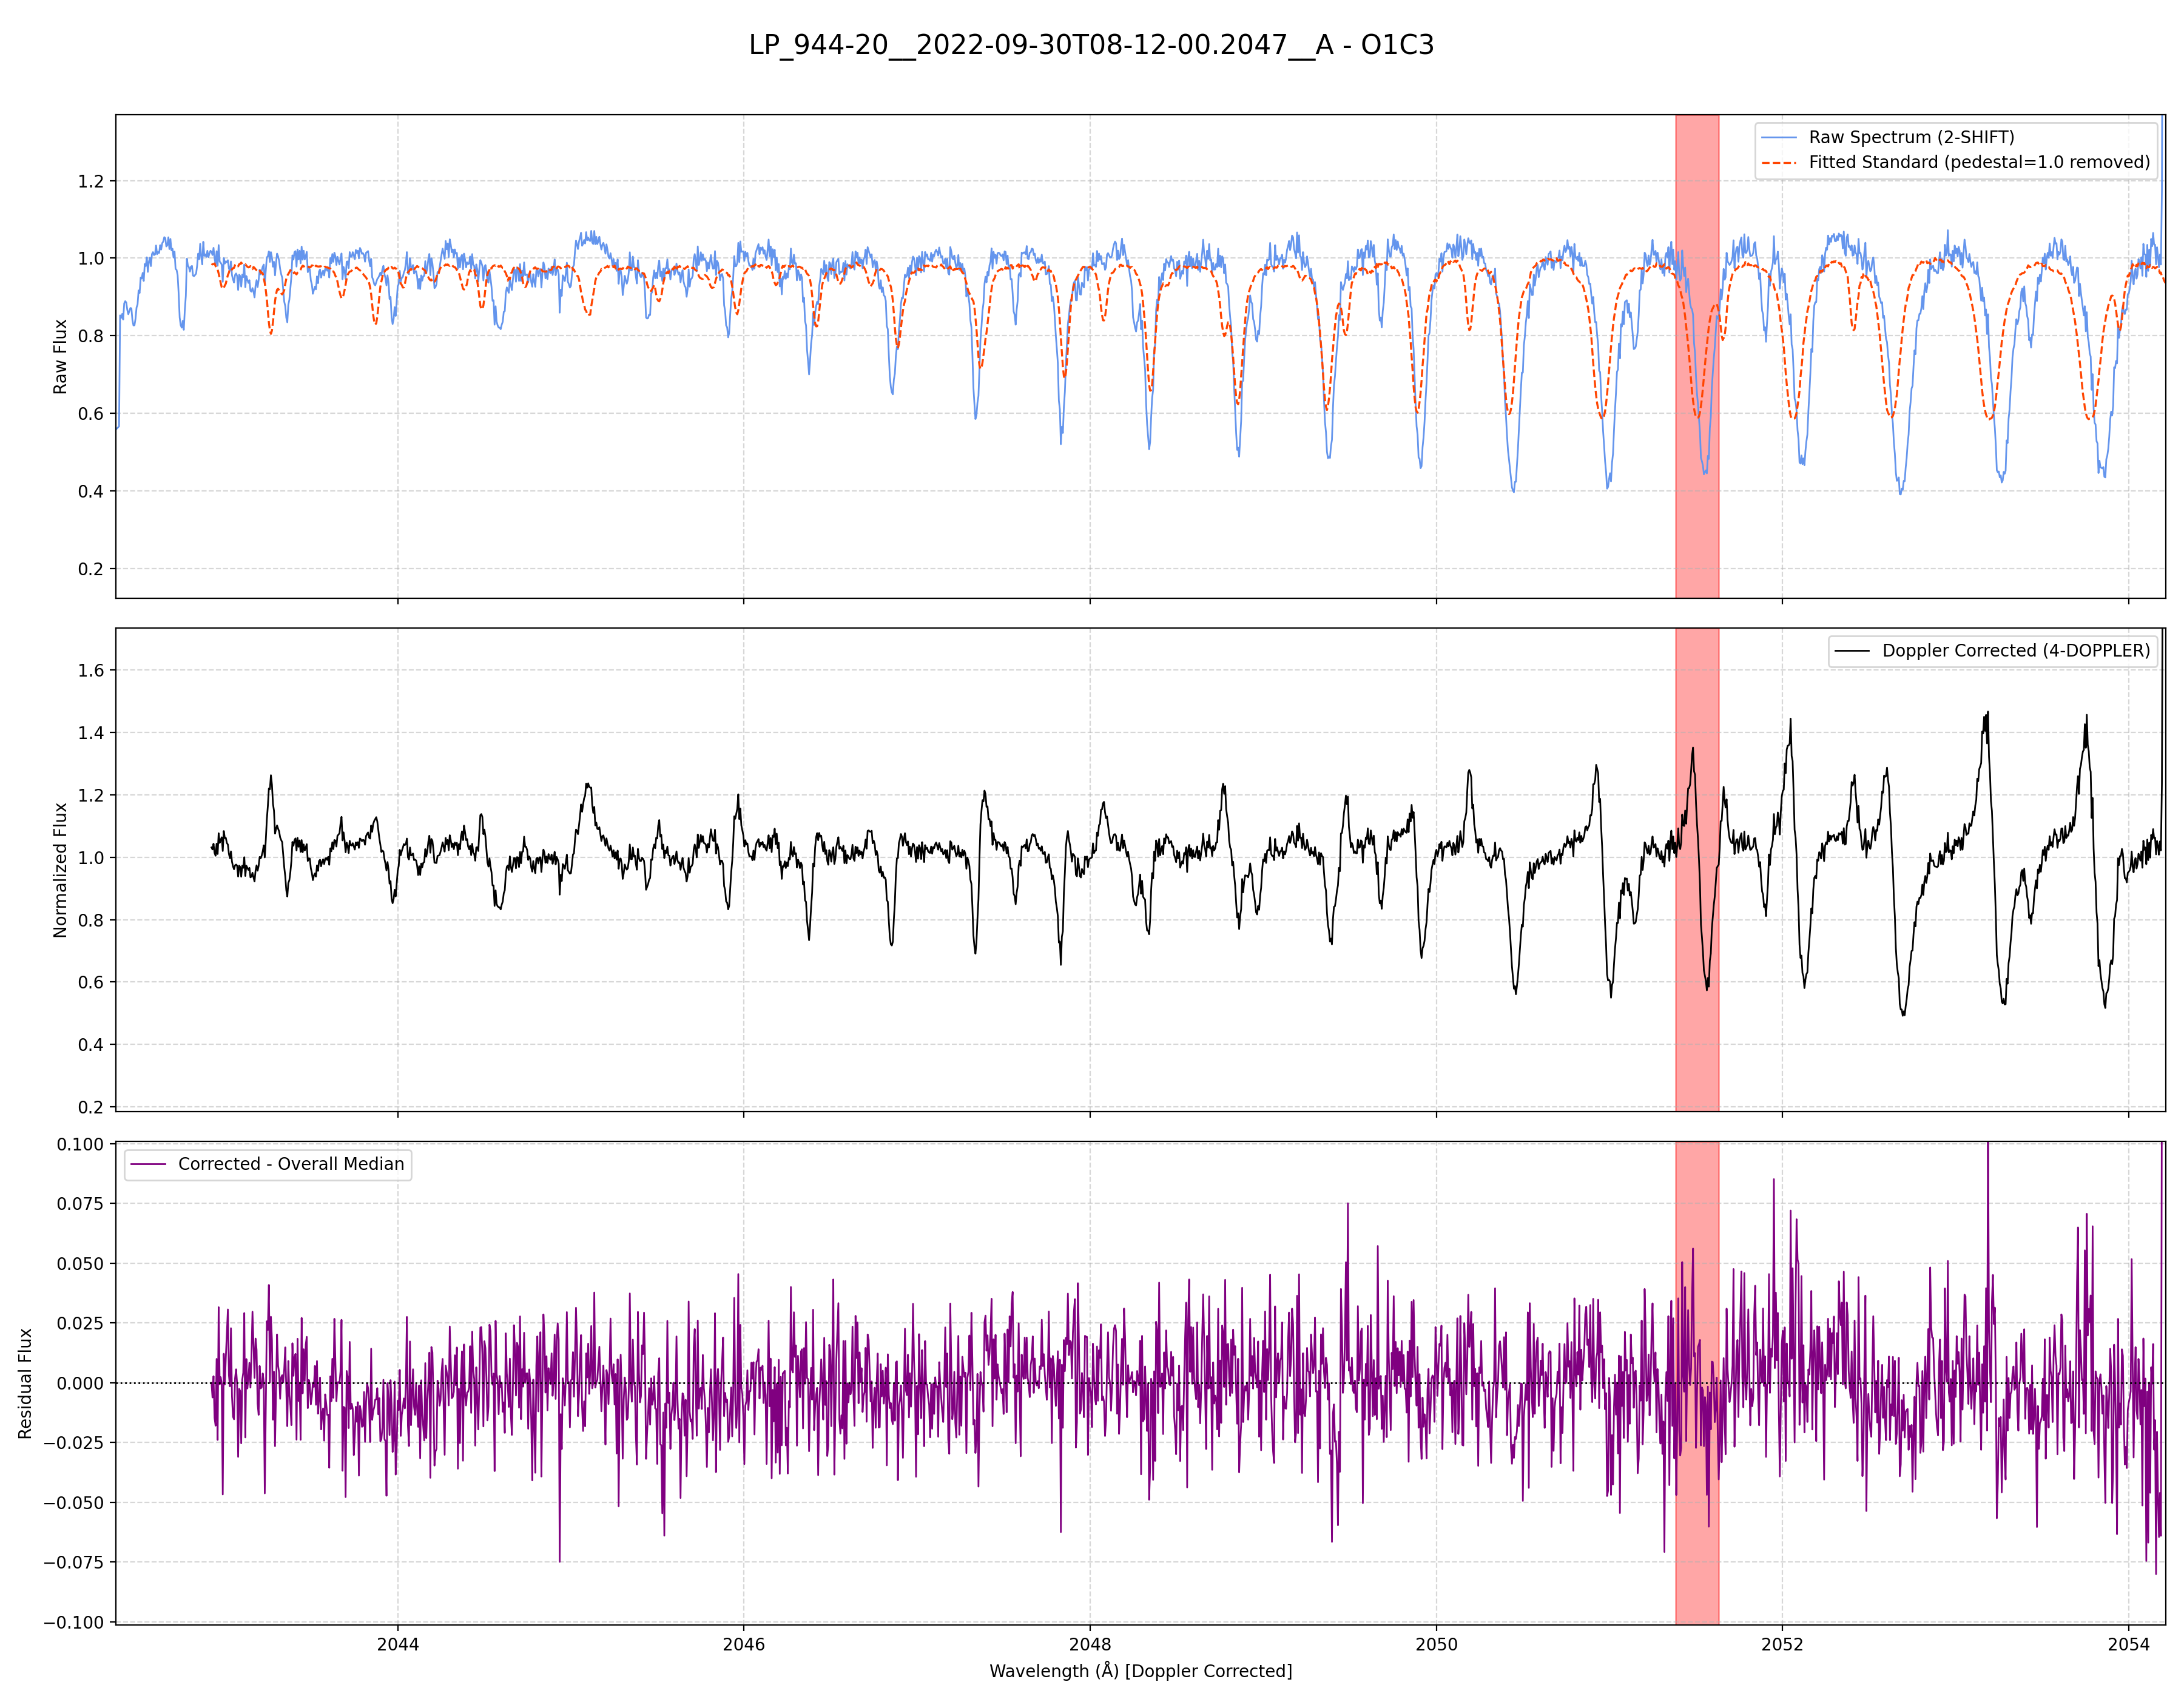 LP_944-20__2022-09-30T08-12-00.2047__A - O1C3
Raw Spectrum (2-SHIFT)
Fitted Standard (pedestal=1.0 removed)
Raw Flux
1.2
1.0
0.8
0.6
0.4
0.2
Doppler Corrected (4-DOPPLER)
Normalized Flux
1.6
1.4
1.2
1.0
0.8
0.6
0.4
0.2
Corrected - Overall Median
Residual Flux
0.100
0.075
0.050
0.025
0.000
−0.025
−0.050
−0.075
−0.100
2044 2046 2048 2050 2052 2054
Wavelength (Å) [Doppler Corrected]